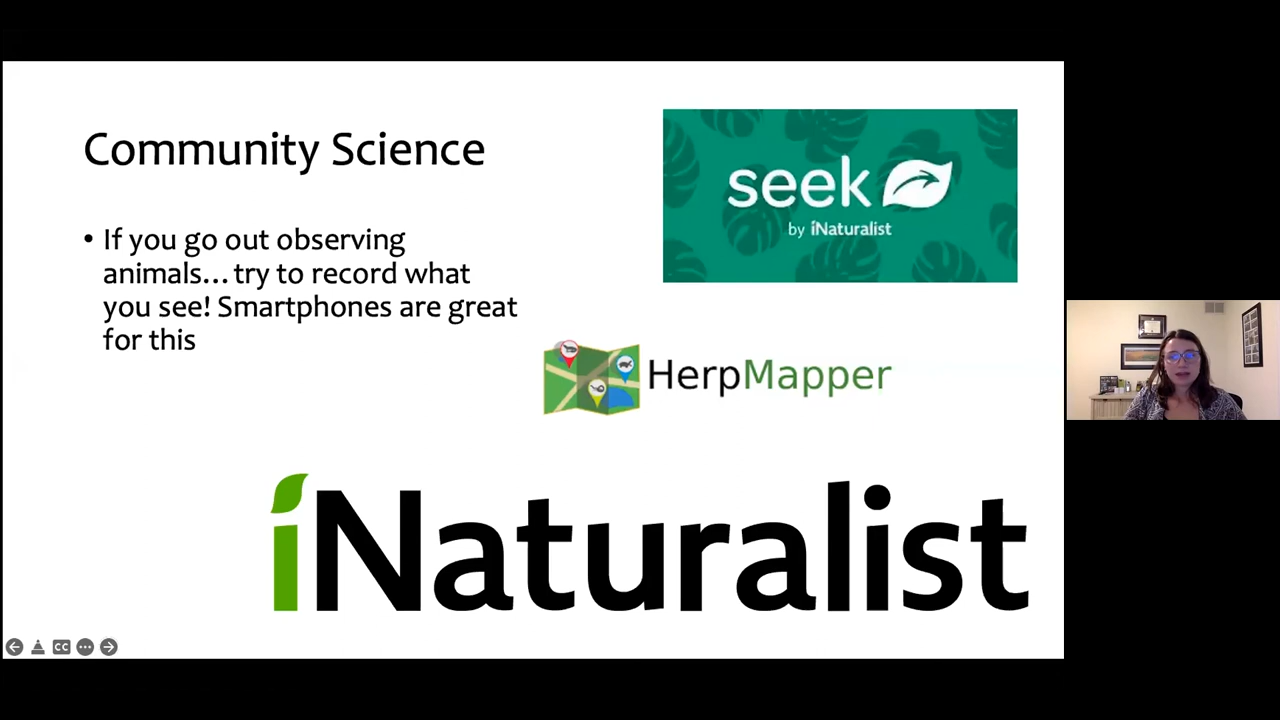 Community Science
• If you go out observing
animals…try to record what
you see! Smartphones are great
for this
seek
by iNaturalist
HerpMapper
iNaturalist
CC